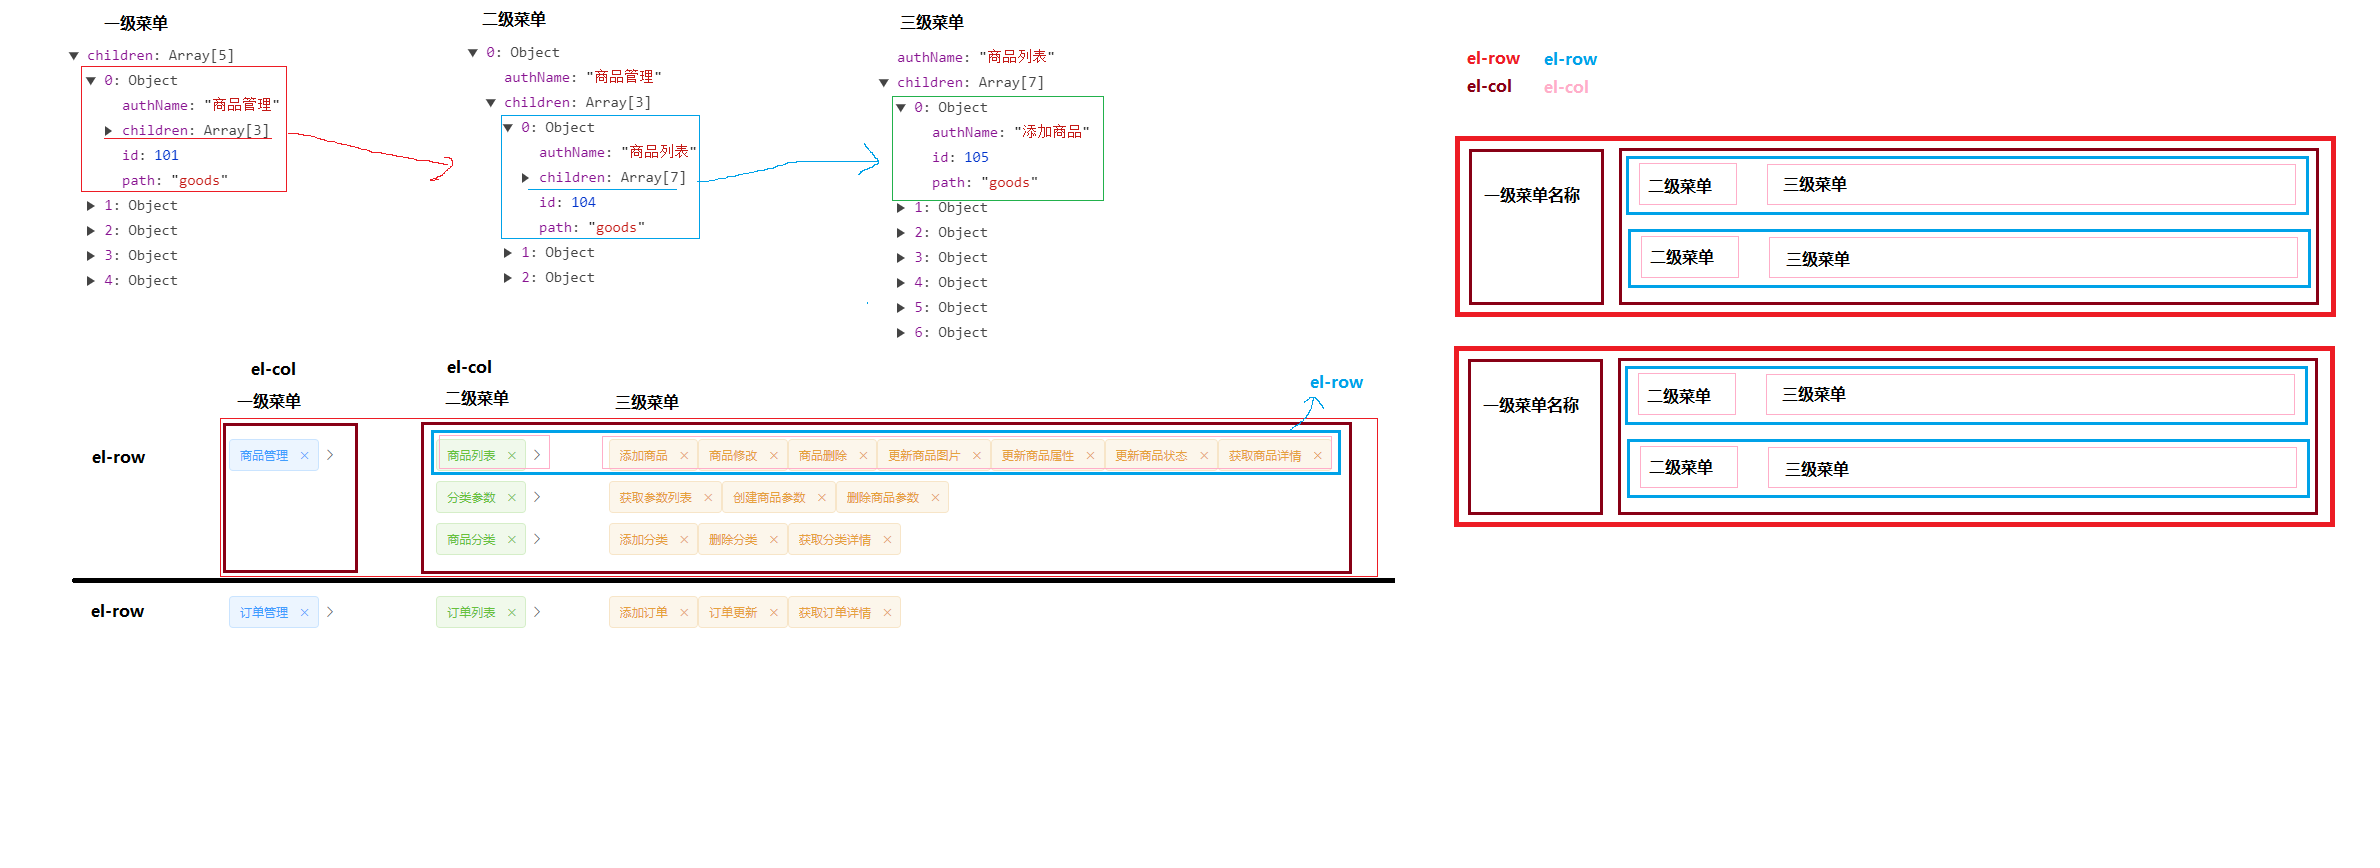 一级菜单
children: Array[5]
0: Object
authName: "商品管理"
children: Array[3]
id: 101
path: "goods"
1: Object
2: Object
3: Object
4: Object
二级菜单
0: Object
authName: "商品管理"
children: Array[3]
0: Object
authName: "商品列表"
children: Array[7]
id: 104
path: "goods"
1: Object
2: Object
三级菜单
authName: "商品列表"
children: Array[7]
0: Object
authName: "添加商品"
id: 105
path: "goods"
1: Object
2: Object
3: Object
4: Object
5: Object
6: Object
el-row el-row
el-col el-col
一级菜单名称
二级菜单 三级菜单
二级菜单 三级菜单
一级菜单名称
二级菜单 三级菜单
二级菜单 三级菜单
el-col el-col
el-row
一级菜单 二级菜单 三级菜单
el-row 商品管理 × > 商品列表 × > 添加商品 × 商品修改 × 商品删除 × 更新商品图片 × 更新商品属性 × 更新商品状态 × 获取商品详情 ×
分类参数 × > 获取参数列表 × 创建商品参数 × 删除商品参数 ×
商品分类 × > 添加分类 × 删除分类 × 获取分类详情 ×
el-row 订单管理 × > 订单列表 × > 添加订单 × 订单更新 × 获取订单详情 ×